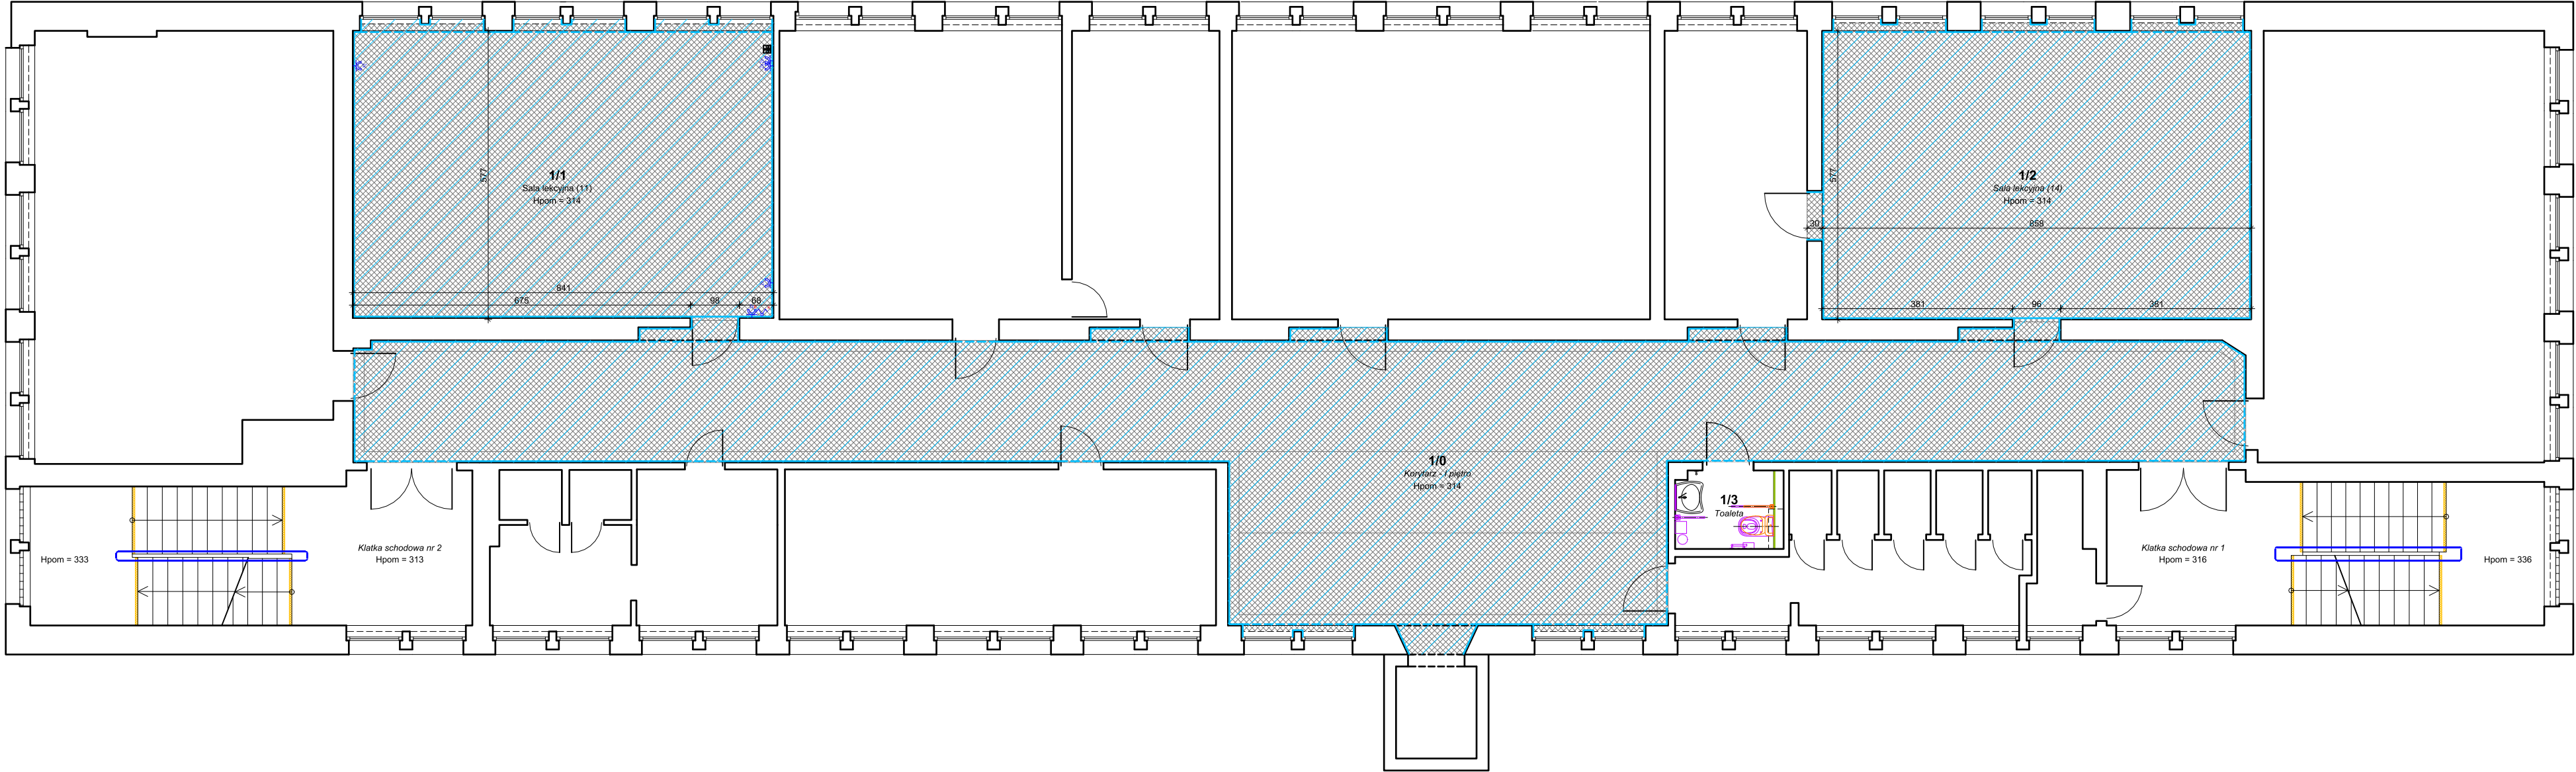 1/1
Sala lekcyjna (11)
Hpom = 314
577
841
675
98
68
1/2
Sala lekcyjna (14)
Hpom = 314
577
30
858
381
96
381
1/0
Korytarz - I piętro
Hpom = 314
1/3
Toaleta
Hpom = 333
Klatka schodowa nr 2
Hpom = 313
Klatka schodowa nr 1
Hpom = 316
Hpom = 336